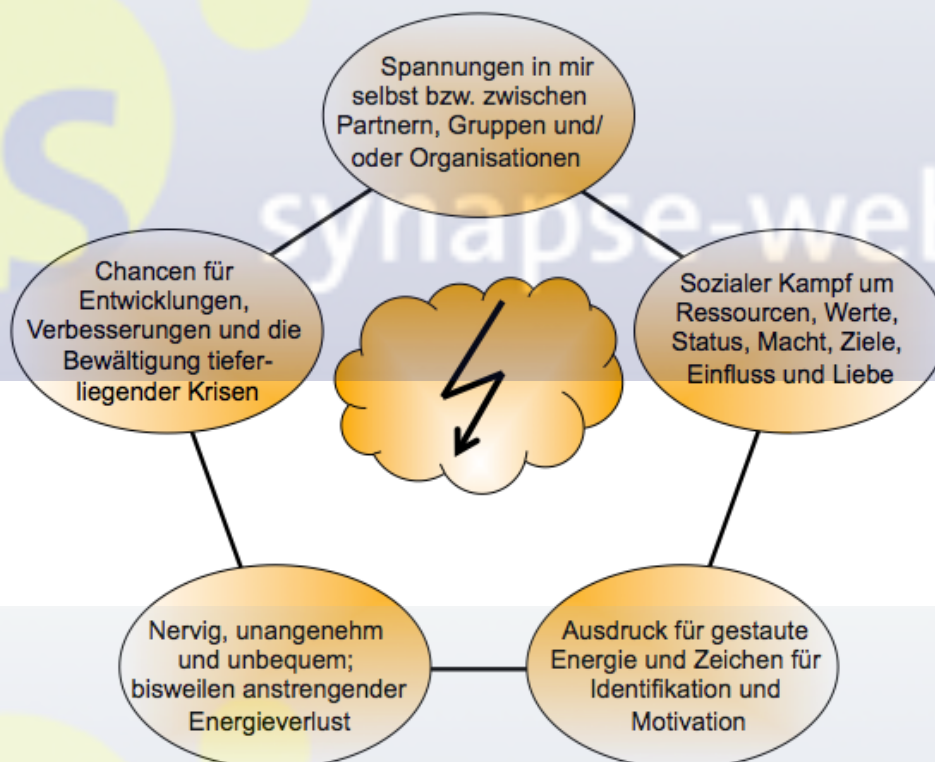 Spannungen in mir
selbst bzw. zwischen
Partnern, Gruppen und/
oder Organisationen
synapse-web
Chancen für
Entwicklungen,
Verbesserungen und die
Bewältigung tiefer-
liegender Krisen
Sozialer Kampf um
Ressourcen, Werte,
Status, Macht, Ziele,
Einfluss und Liebe
Nervig, unangenehm
und unbequem;
bisweilen anstrengender
Energieverlust
Ausdruck für gestaute
Energie und Zeichen für
Identifikation und
Motivation